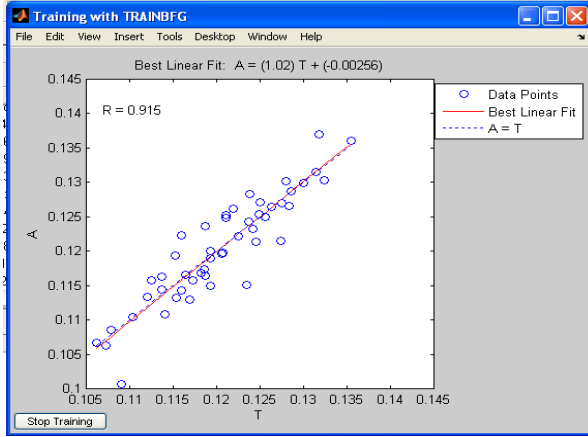 Training with TRAINBFG
File Edit View Insert Tools Desktop Window Help
Best Linear Fit: A = (1.02) T + (-0.00256)
0.145
0.14
0.135
0.13
0.125
0.12
0.115
0.11
0.105
0.1
A
R = 0.915
Data Points
Best Linear Fit
A = T
0.105 0.11 0.115 0.12 0.125 0.13 0.135 0.14 0.145
T
Stop Training